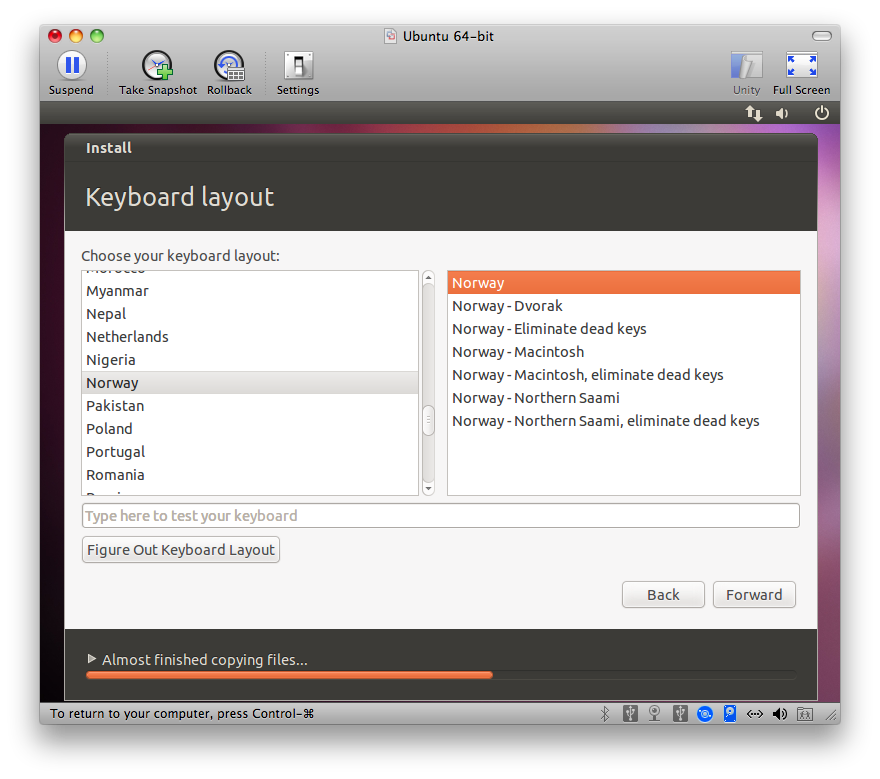 Ubuntu 64-bit
Suspend
Take Snapshot
Rollback
Settings
Unity
Full Screen
Install
Keyboard layout
Choose your keyboard layout:
Morocco
Myanmar
Nepal
Netherlands
Nigeria
Norway
Pakistan
Poland
Portugal
Romania
Norway
Norway - Dvorak
Norway - Eliminate dead keys
Norway - Macintosh
Norway - Macintosh, eliminate dead keys
Norway - Northern Saami
Norway - Northern Saami, eliminate dead keys
Type here to test your keyboard
Figure Out Keyboard Layout
Back
Forward
Almost finished copying files...
To return to your computer, press Control-⌘